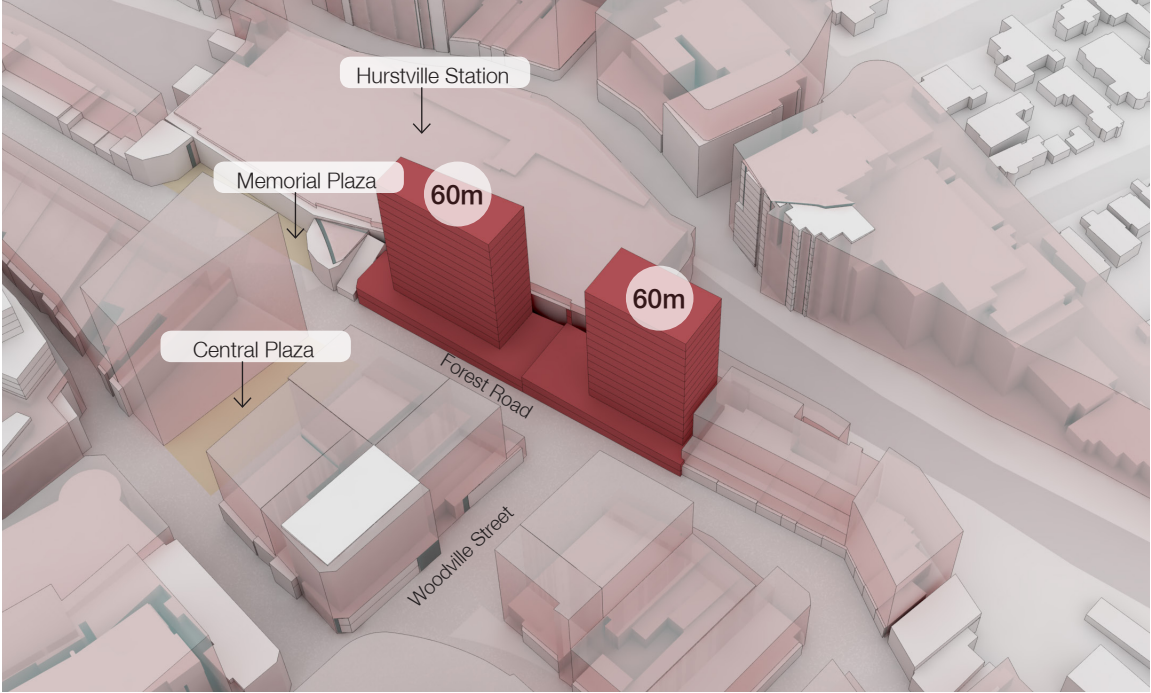 Hurstville Station
Memorial Plaza
60m
60m
Central Plaza
Forest Road
Woodville Street